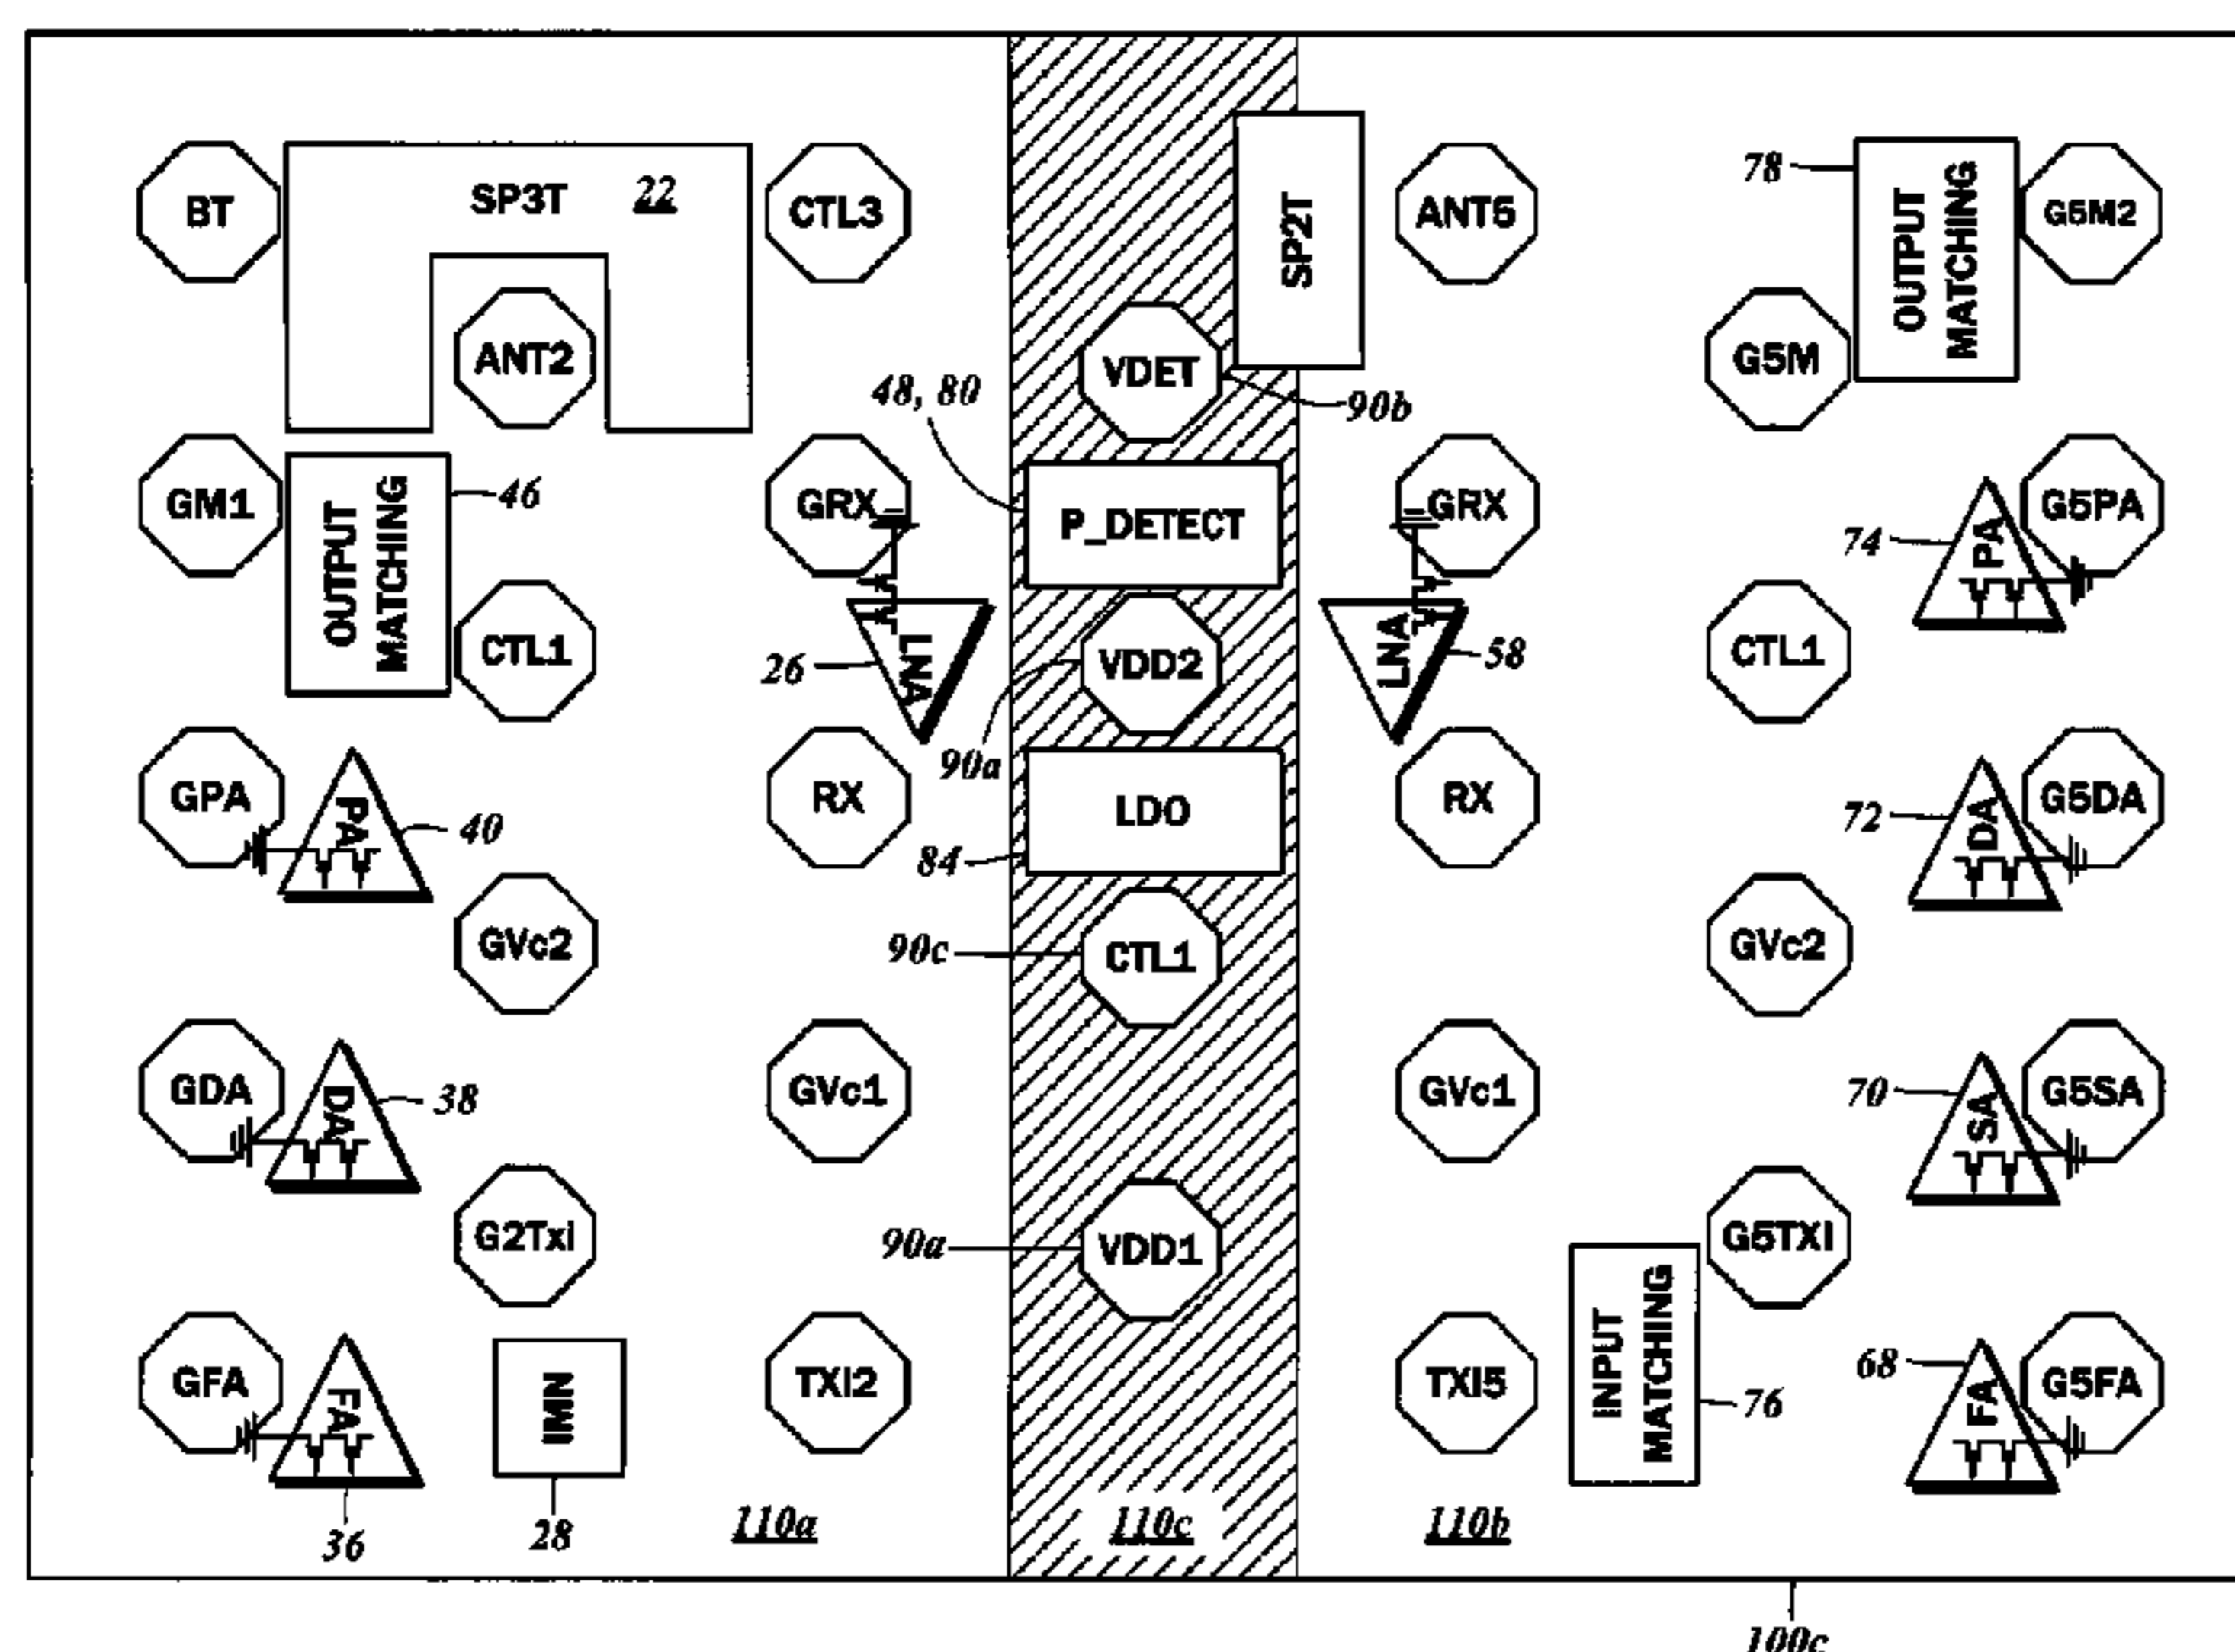 BT
SP3T 22
CTL3
SP2T
ANT5
78
OUTPUT
MATCHING
G5M2
ANT2
48, 80
VDET
90b
G5M
GM1
OUTPUT
MATCHING
46
GRX
P_DETECT
GRX
74
PA
G5PA
CTL1
26
LNA
VDD2
LNA
58
CTL1
90a
GPA
PA
40
RX
LDO
84
RX
72
DA
G5DA
GVc2
90c
CTL1
GVc2
GDA
DA
38
GVc1
GVc1
70
SA
G5SA
G2Txi
90a
VDD1
G5TXI
GFA
FA
36
IMN
28
TXI2
TXI5
INPUT
MATCHING
76
68
FA
G5FA
110a
110c
110b
100c